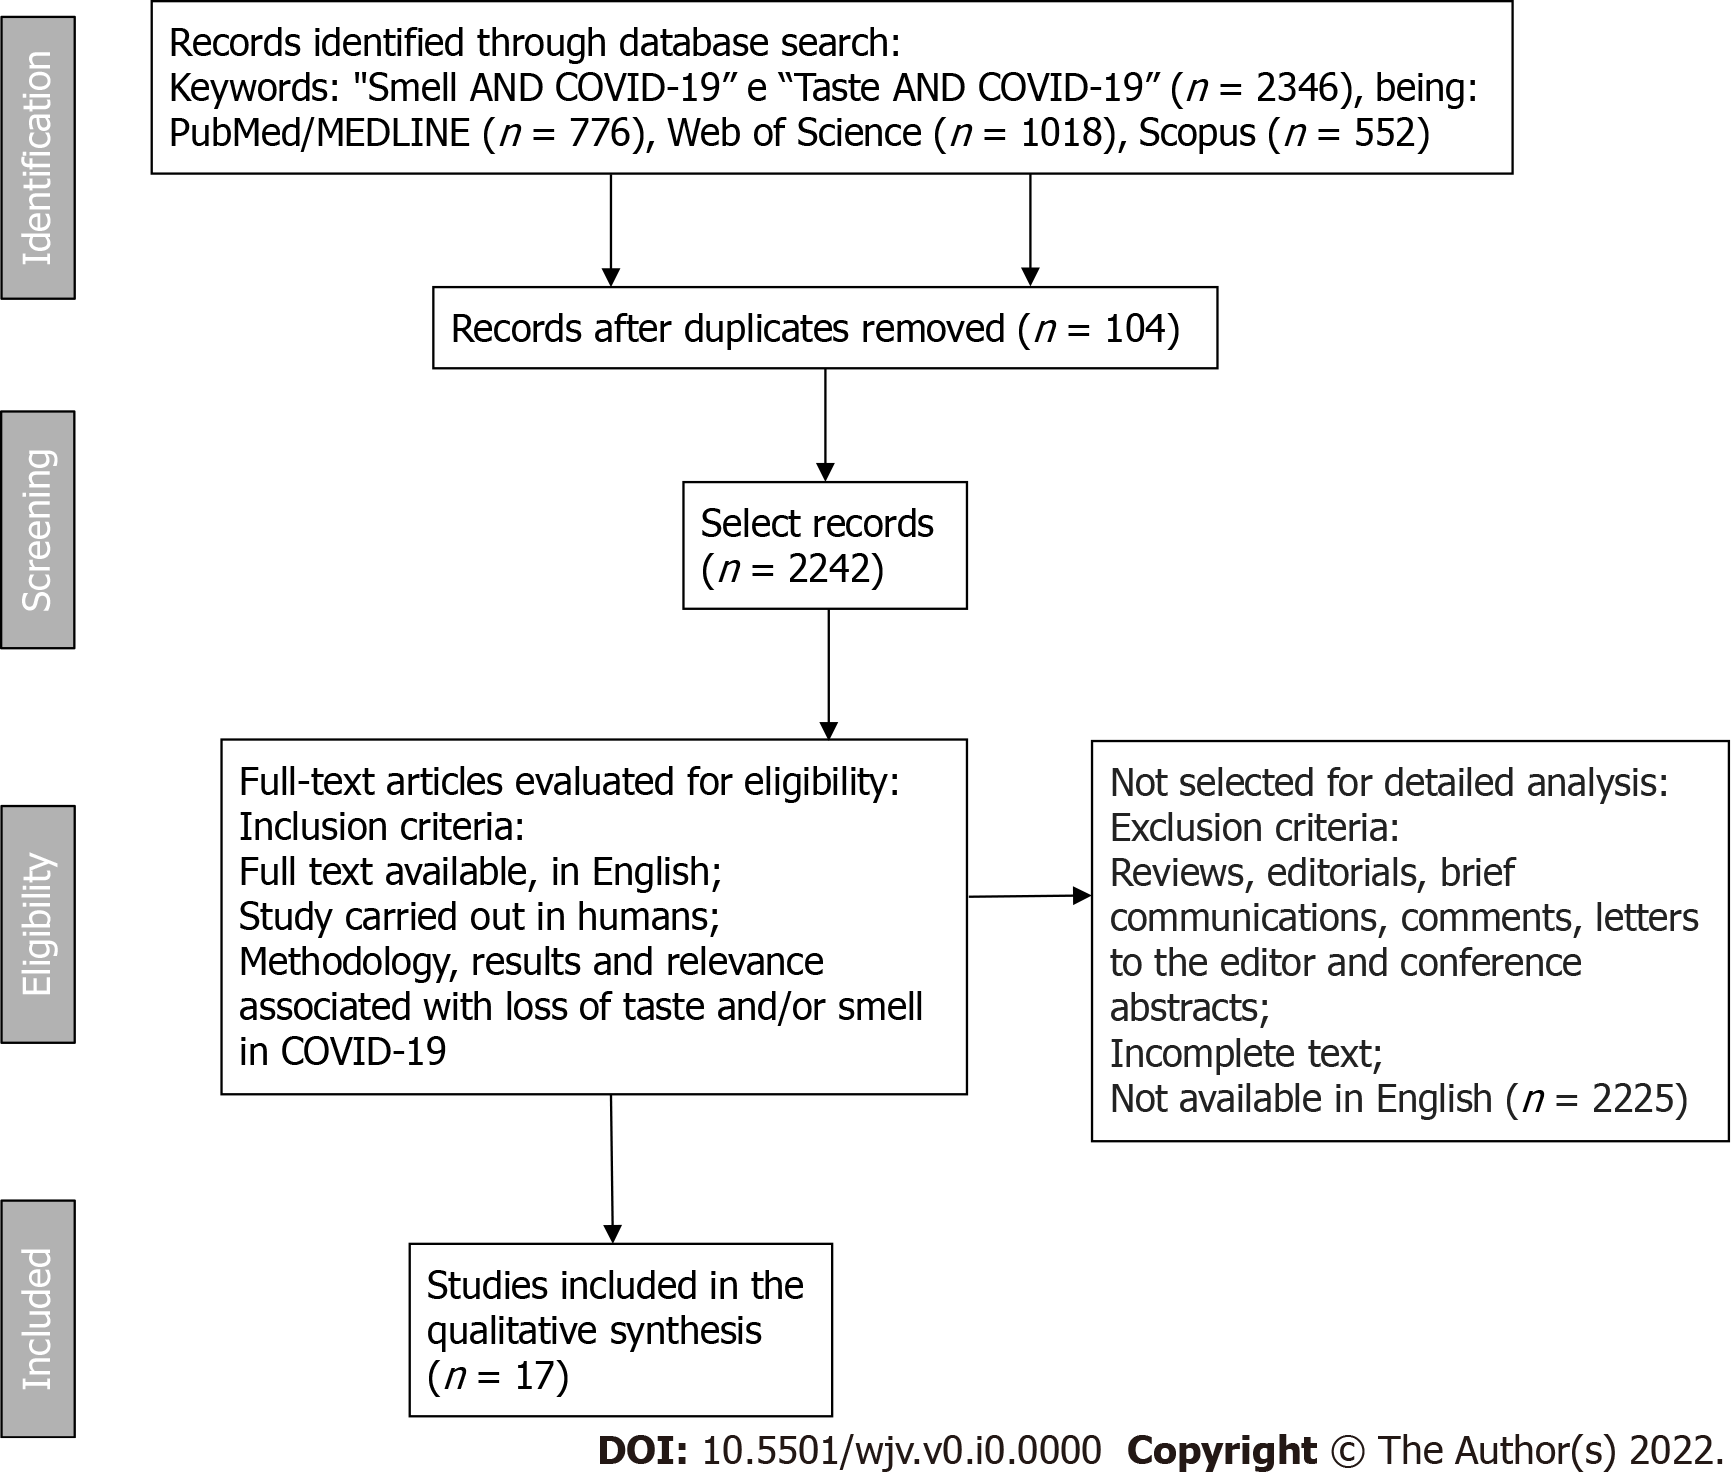 Identification
Records identified through database search:
Keywords: "Smell AND COVID-19” e “Taste AND COVID-19” (n = 2346), being:
PubMed/MEDLINE (n = 776), Web of Science (n = 1018), Scopus (n = 552)
Records after duplicates removed (n = 104)
Screening
Select records
(n = 2242)
Eligibility
Full-text articles evaluated for eligibility:
Inclusion criteria:
Full text available, in English;
Study carried out in humans;
Methodology, results and relevance
associated with loss of taste and/or smell
in COVID-19
Not selected for detailed analysis:
Exclusion criteria:
Reviews, editorials, brief
communications, comments, letters
to the editor and conference
abstracts;
Incomplete text;
Not available in English (n = 2225)
Included
Studies included in the
qualitative synthesis
(n = 17)
DOI: 10.5501/wjv.v0.i0.0000 Copyright © The Author(s) 2022.